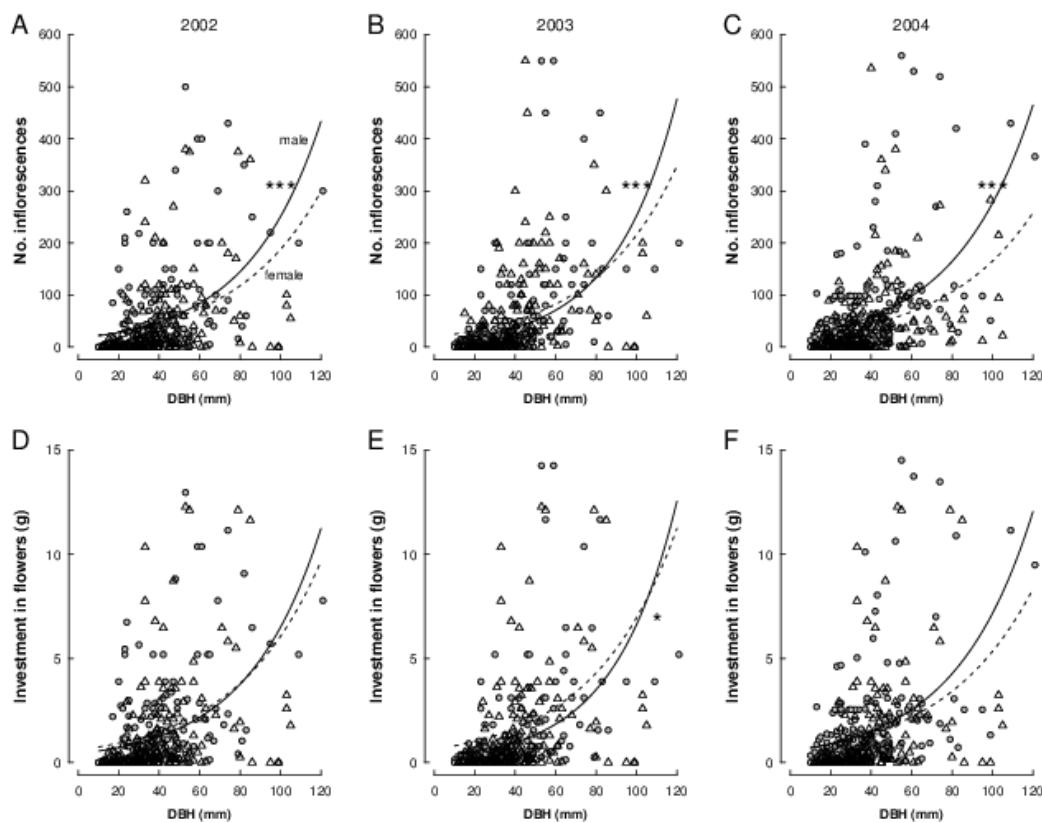 A 2002
B 2003
C 2004
No. inflorescences
600
500
400
300
200
100
0
male
female
***
0 20 40 60 80 100 120
DBH (mm)
No. inflorescences
600
500
400
300
200
100
0
***
0 20 40 60 80 100 120
DBH (mm)
No. inflorescences
600
500
400
300
200
100
0
***
0 20 40 60 80 100 120
DBH (mm)
D
E
F
Investment in flowers (g)
15
10
5
0
0 20 40 60 80 100 120
DBH (mm)
Investment in flowers (g)
15
10
5
0
*
0 20 40 60 80 100 120
DBH (mm)
Investment in flowers (g)
15
10
5
0
0 20 40 60 80 100 120
DBH (mm)